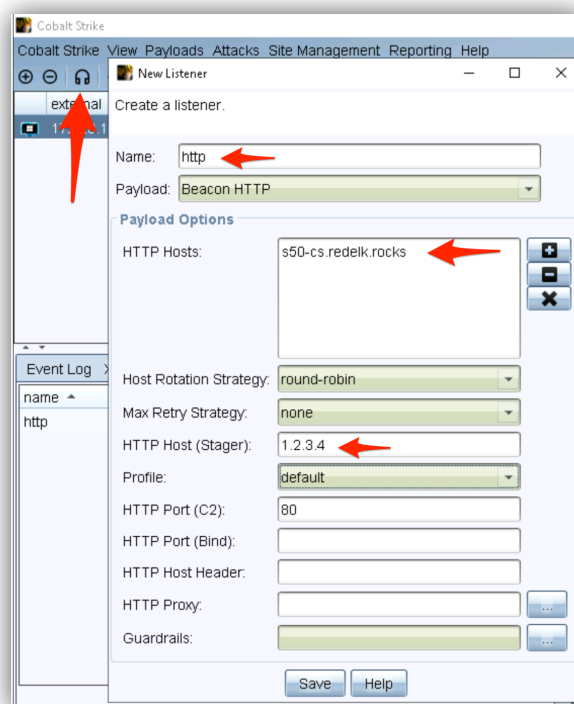 Cobalt Strike
Cobalt Strike View Payloads Attacks Site Management Reporting Help
New Listener
external
Create a listener.
Name: http
Payload: Beacon HTTP
Payload Options
HTTP Hosts: s50-cs.redelk.rocks
Event Log X
name
http
Host Rotation Strategy: round-robin
Max Retry Strategy: none
HTTP Host (Stager): 1.2.3.4
Profile: default
HTTP Port (C2): 80
HTTP Port (Bind):
HTTP Host Header:
HTTP Proxy: ...
Guardrails: ...
Save Help